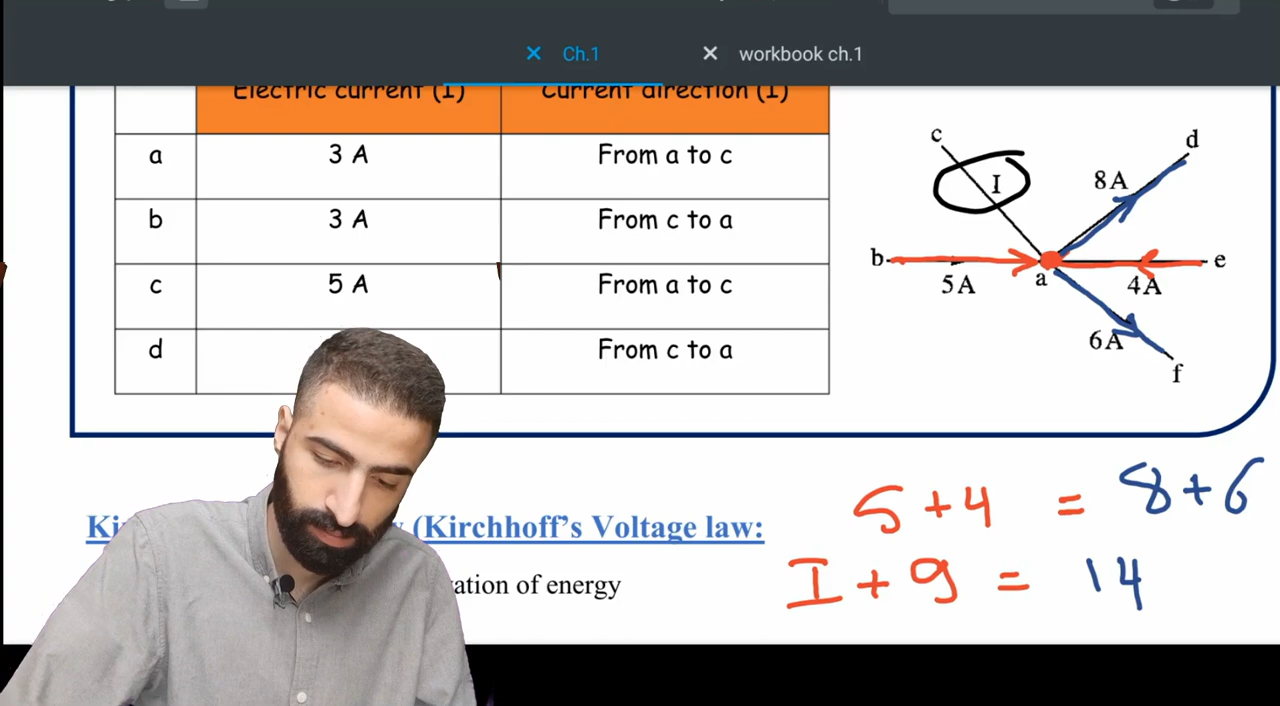 × Ch.1
× workbook ch.1
Electric current (I) Current direction (I)
a 3 A From a to c
b 3 A From c to a
c 5 A From a to c
d From c to a
c
d
I
8A
b
e
a
5A
4A
6A
f
5+4 = 8+6
(Kirchhoff's Voltage law:
I + 9 = 14
of energy